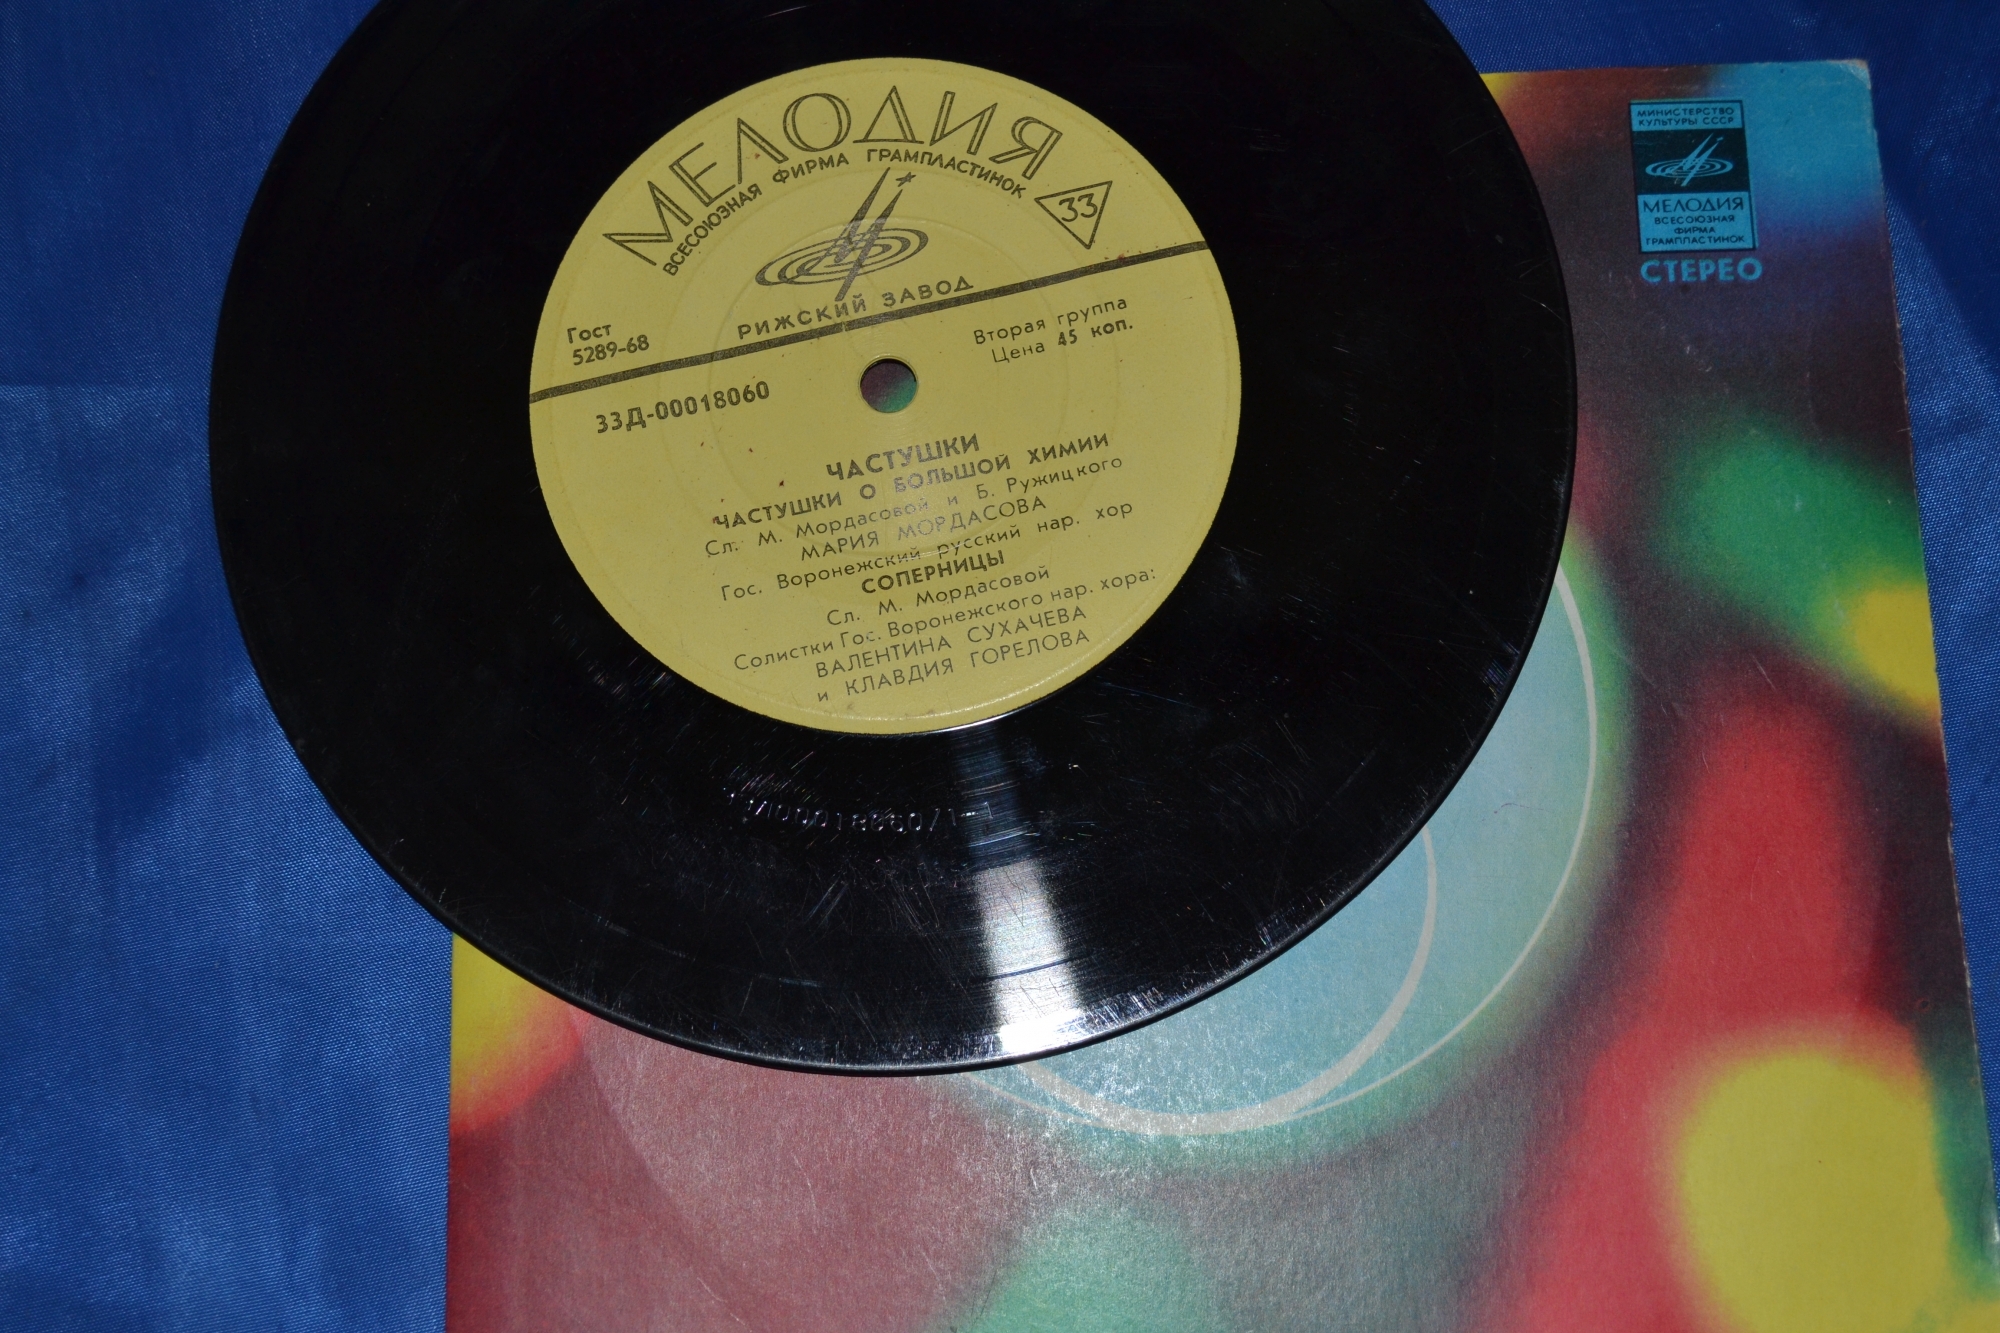 МЕЛОДИЯ
ВСЕСОЮЗНАЯ ФИРМА ГРАМПЛАСТИНОК
33
РИЖСКИЙ ЗАВОД
Гост
5289-68
Вторая группа
Цена 45 коп.
33Д-00018060
ЧАСТУШКИ
ЧАСТУШКИ О БОЛЬШОЙ ХИМИИ
Сл. М. Мордасовой и Б. Ружицкого
МАРИЯ МОРДАСОВА
Гос. Воронежский русский нар. хор
СОПЕРНИЦЫ
Сл. М. Мордасовой
Солистки Гос. Воронежского нар. хора:
ВАЛЕНТИНА СУХАЧЕВА
и КЛАВДИЯ ГОРЕЛОВА
МИНИСТЕРСТВО
КУЛЬТУРЫ СССР
МЕЛОДИЯ
ВСЕСОЮЗНАЯ
ФИРМА
ГРАМПЛАСТИНОК
СТЕРЕО